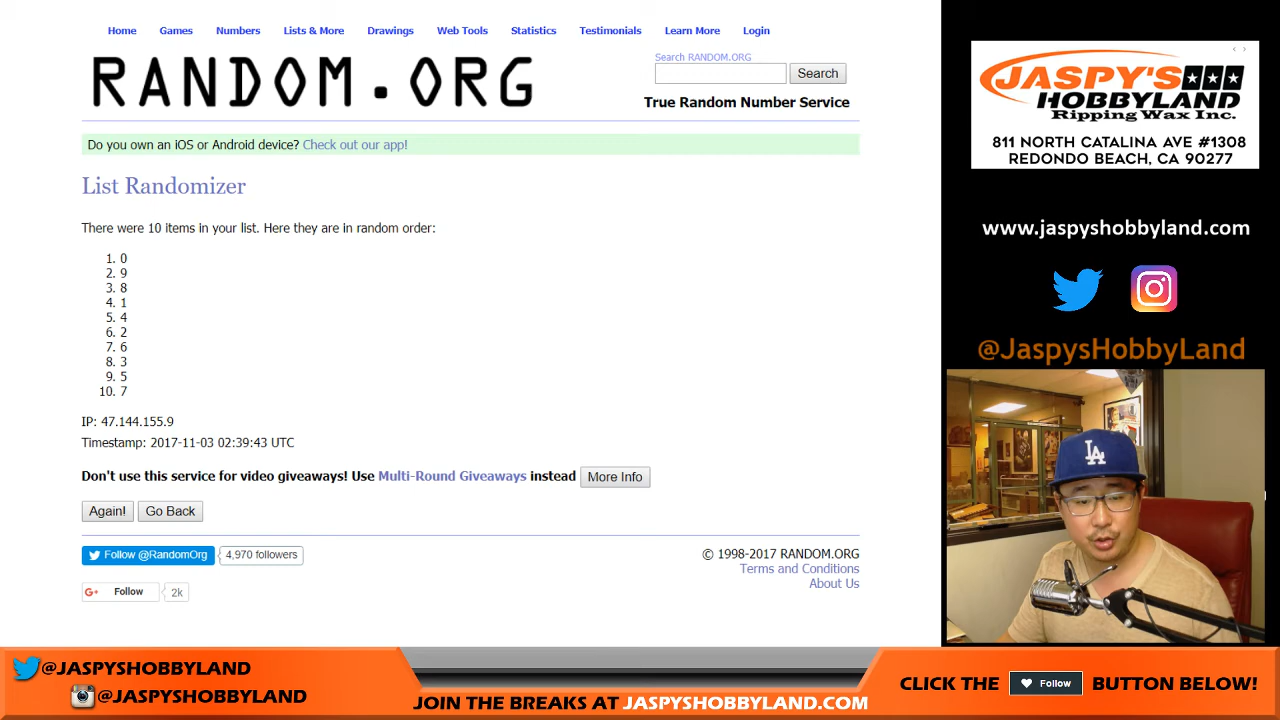 Home Games Numbers Lists & More Drawings Web Tools Statistics Testimonials Learn More Login
RANDOM.ORG
Search RANDOM.ORG
Search
True Random Number Service
Do you own an iOS or Android device? Check out our app!
List Randomizer
There were 10 items in your list. Here they are in random order:
1. 0
2. 9
3. 8
4. 1
5. 4
6. 2
7. 6
8. 3
9. 5
10. 7
IP: 47.144.155.9
Timestamp: 2017-11-03 02:39:43 UTC
Don't use this service for video giveaways! Use Multi-Round Giveaways instead More Info
Again! Go Back
Follow @RandomOrg 4,970 followers
G+ Follow 2k
© 1998-2017 RANDOM.ORG
Terms and Conditions
About Us
JASPY'S
HOBBYLAND
Ripping Wax Inc.
811 NORTH CATALINA AVE #1308
REDONDO BEACH, CA 90277
www.jaspyshobbyland.com
@JaspysHobbyLand
LA
@JASPYSHOBBYLAND
@JASPYSHOBBYLAND
JOIN THE BREAKS AT JASPYSHOBBYLAND.COM
CLICK THE Follow BUTTON BELOW!